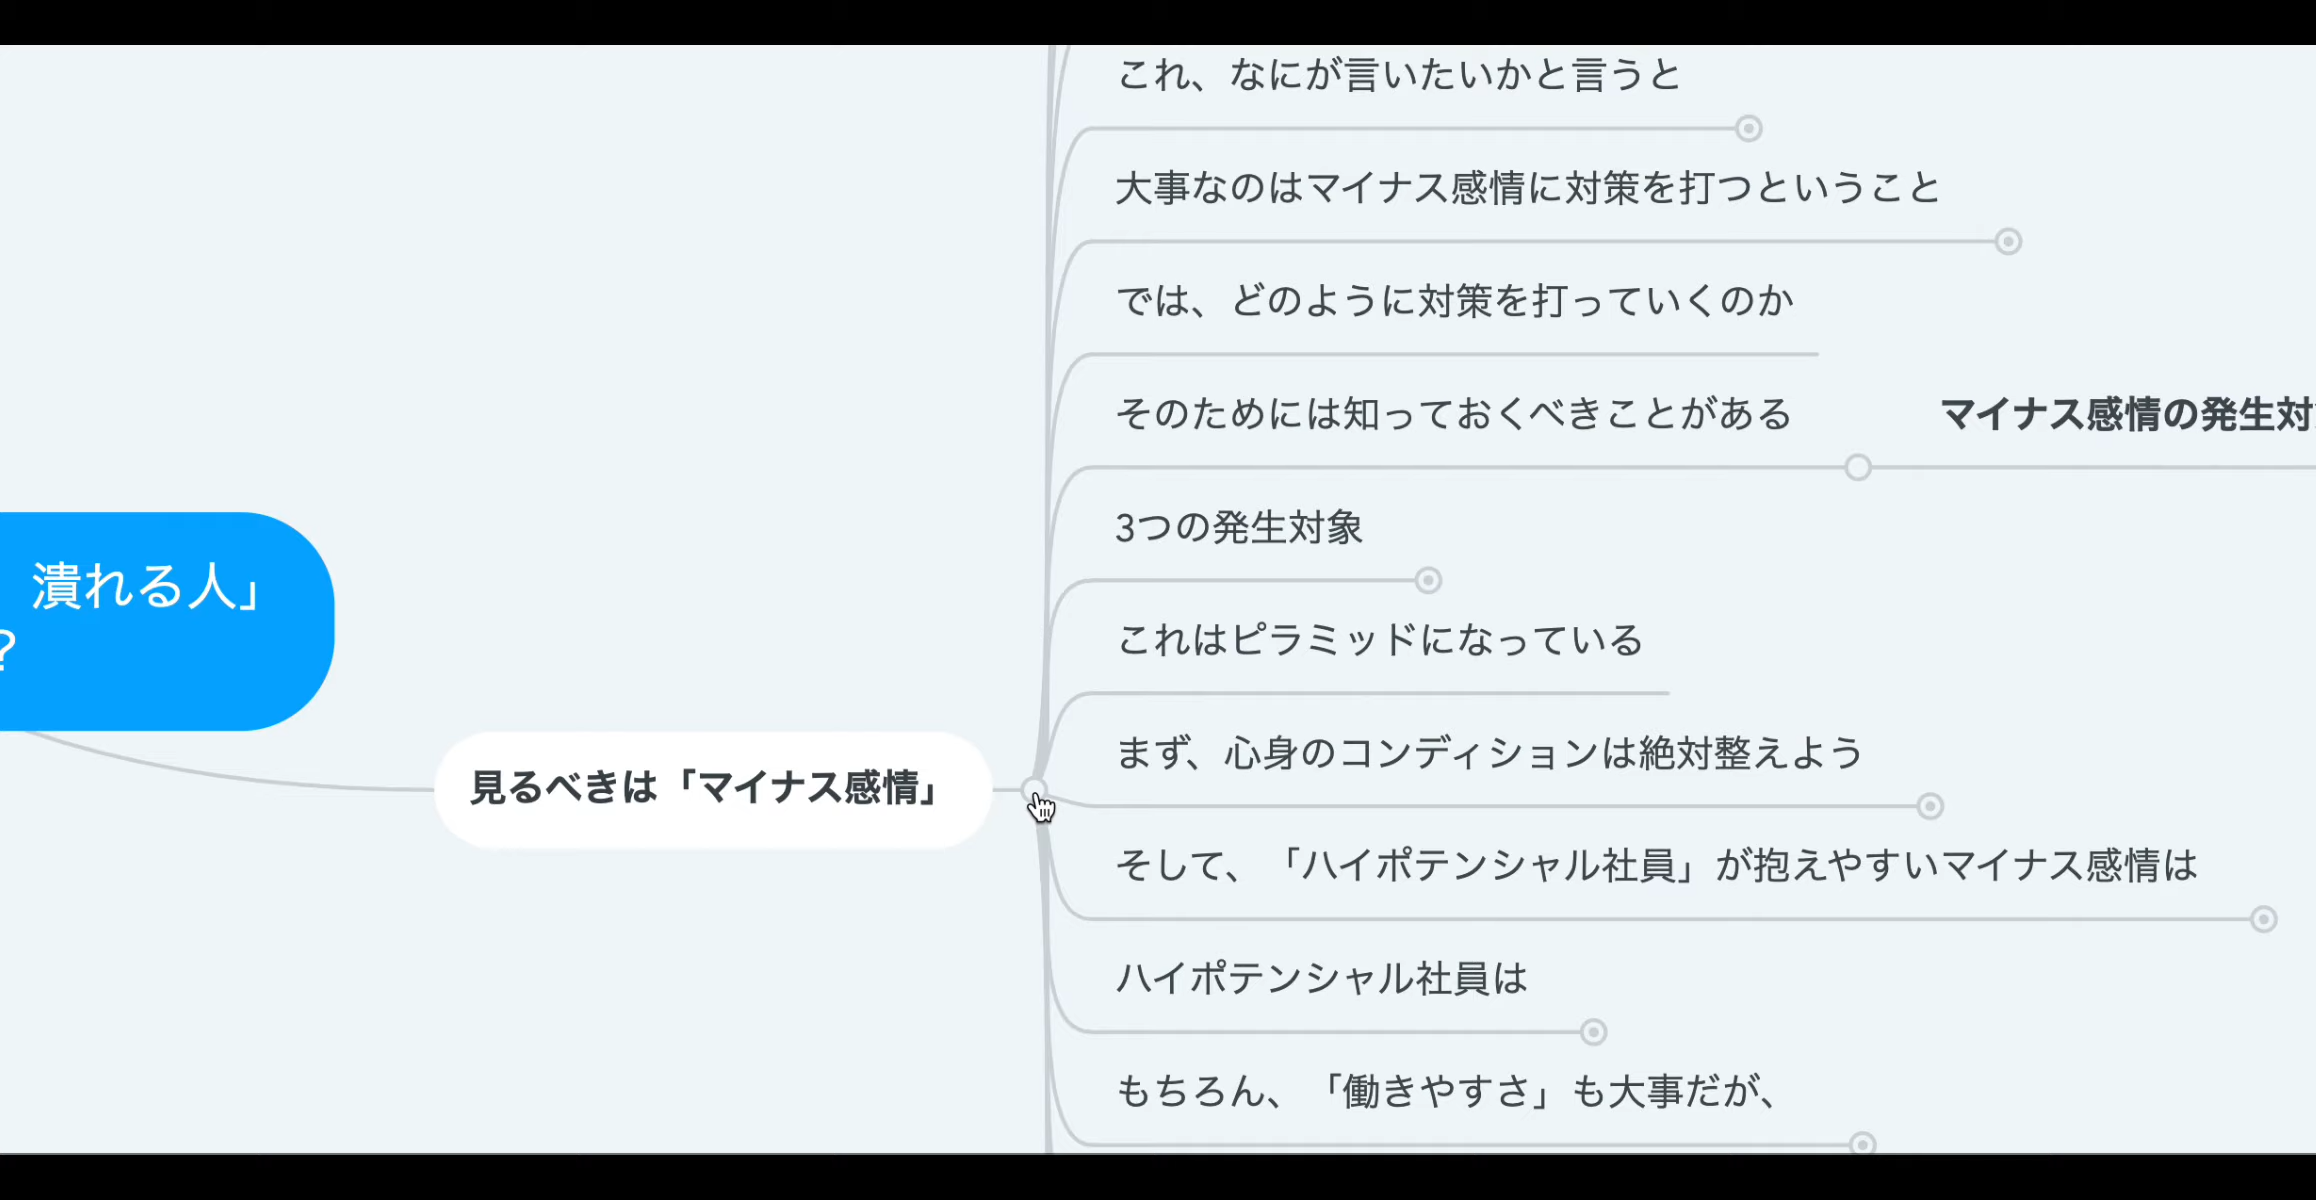 潰れる人」
?
見るべきは「マイナス感情」
これ、なにが言いたいかと言うと
大事なのはマイナス感情に対策を打つということ
では、どのように対策を打っていくのか
そのためには知っておくべきことがある
マイナス感情の発生対
3つの発生対象
これはピラミッドになっている
まず、心身のコンディションは絶対整えよう
そして、「ハイポテンシャル社員」が抱えやすいマイナス感情は
ハイポテンシャル社員は
もちろん、「働きやすさ」も大事だが、